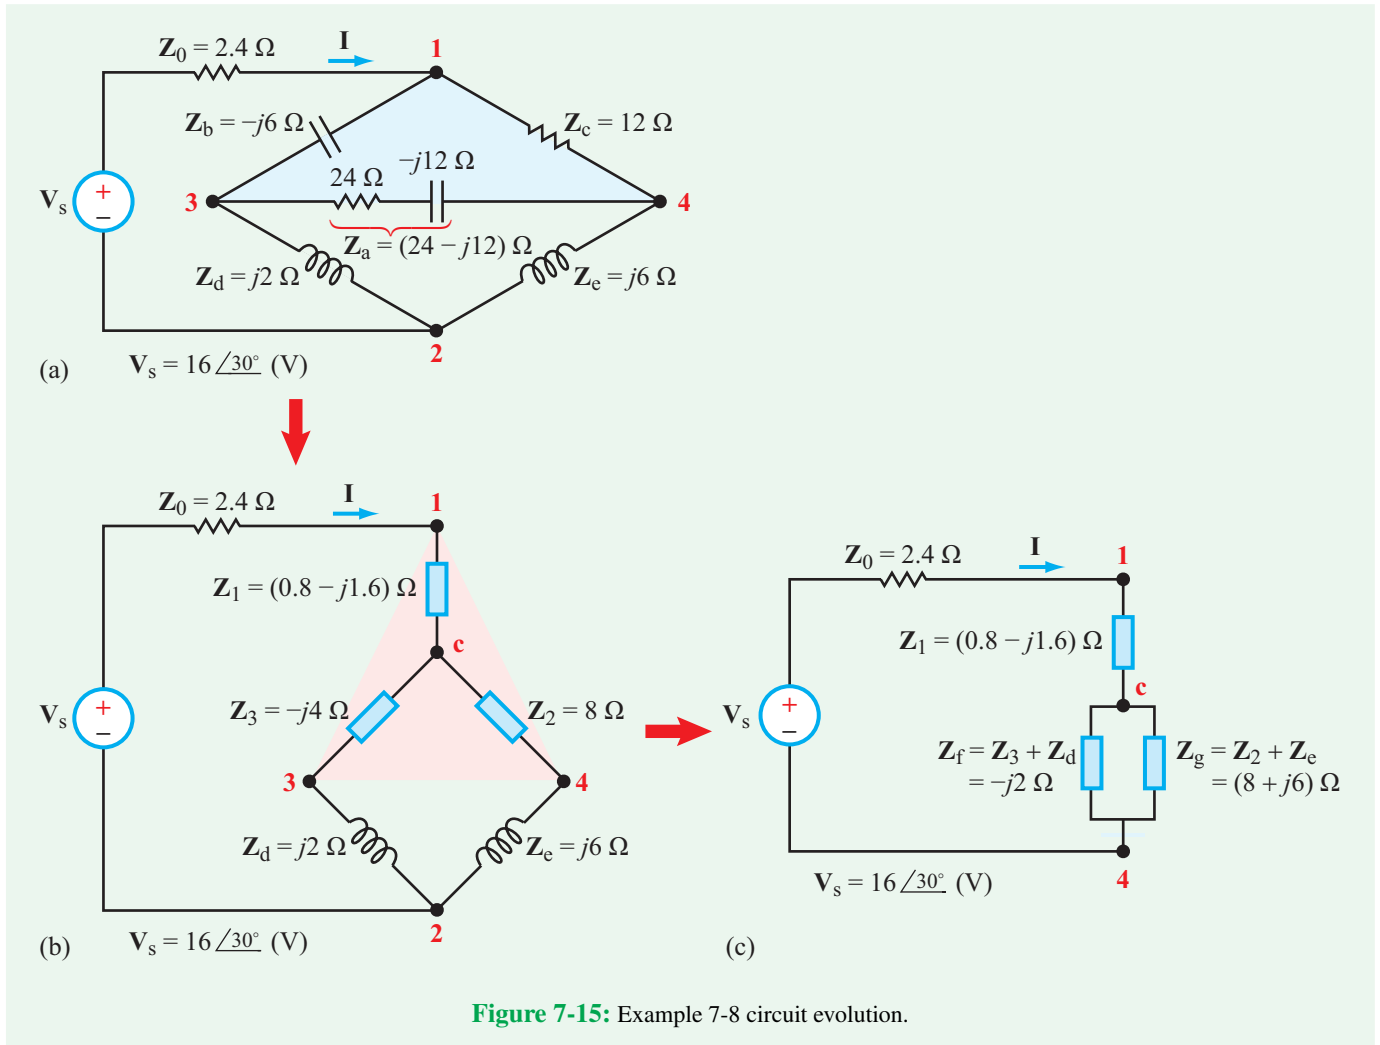 Z0 = 2.4 Ω
I
1
Zb = −j6 Ω
Zc = 12 Ω
−j12 Ω
24 Ω
3
4
Vs
+
−
Za = (24 − j12) Ω
Zd = j2 Ω
Ze = j6 Ω
2
(a)
Vs = 16∠30° (V)
Z0 = 2.4 Ω
I
1
Z1 = (0.8 − j1.6) Ω
c
Z3 = −j4 Ω
Z2 = 8 Ω
Vs
+
−
3
4
Zd = j2 Ω
Ze = j6 Ω
2
(b)
Vs = 16∠30° (V)
Z0 = 2.4 Ω
I
1
Z1 = (0.8 − j1.6) Ω
c
Vs
+
−
Zf = Z3 + Zd
= −j2 Ω
Zg = Z2 + Ze
= (8 + j6) Ω
4
Vs = 16∠30° (V)
(c)
Figure 7-15: Example 7-8 circuit evolution.